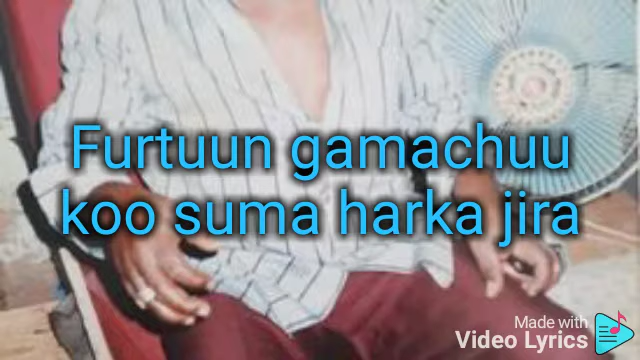 Furtuun gamachuu
koo suma harka jira
Made with
Video Lyrics